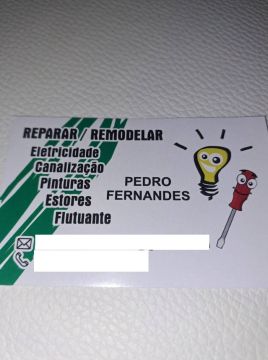 REPARAR / REMODELAR
Eletricidade
Canalização
Pinturas
Estores
Flutuante
PEDRO
FERNANDES